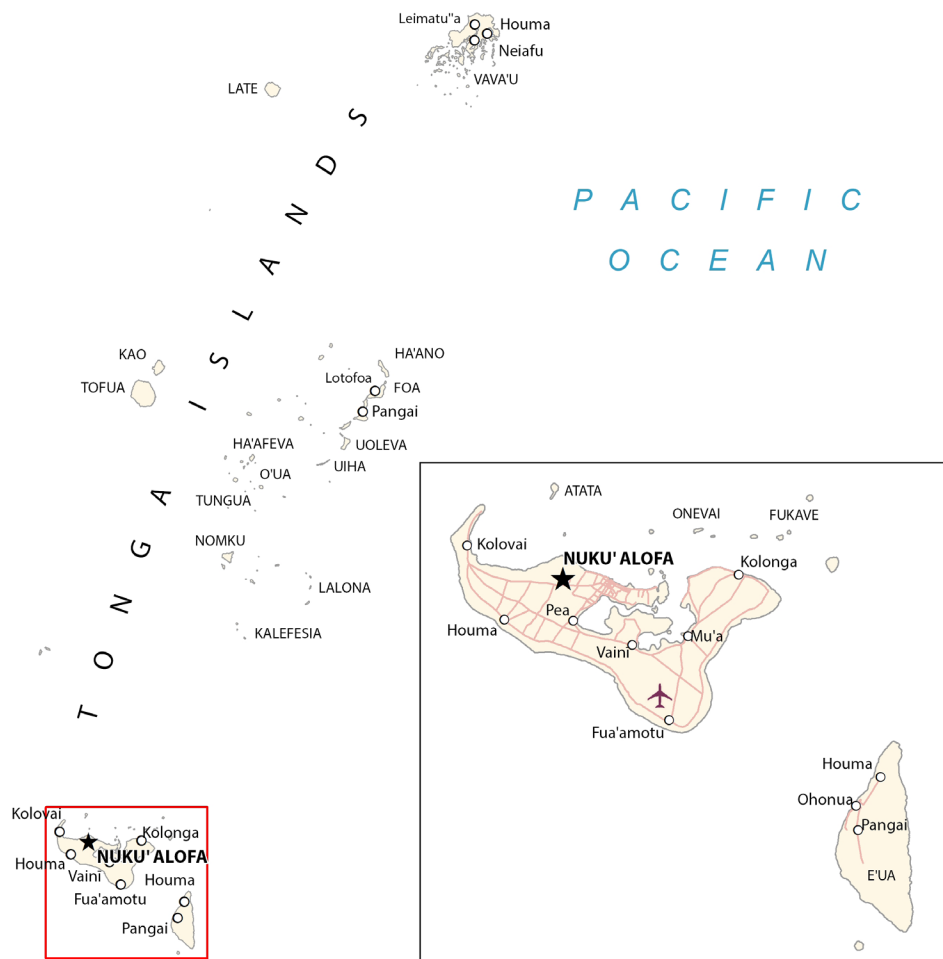 Leimatu"a
Houma
Neiafu
VAVA'U
LATE
TONGA ISLANDS
PACIFIC
OCEAN
KAO
TOFUA
HA'ANO
Lotofoa
FOA
Pangai
HA'AFEVA
UOLEVA
O'UA
UIHA
TUNGUA
NOMKU
LALONA
KALEFESIA
ATATA
ONEVAI
FUKAVE
Kolovai
NUKU' ALOFA
Kolonga
Pea
Houma
Mu'a
Vaini
Fua'amotu
Houma
Ohonua
Pangai
E'UA
Kolovai
Kolonga
NUKU' ALOFA
Houma
Vaini
Houma
Fua'amotu
Pangai